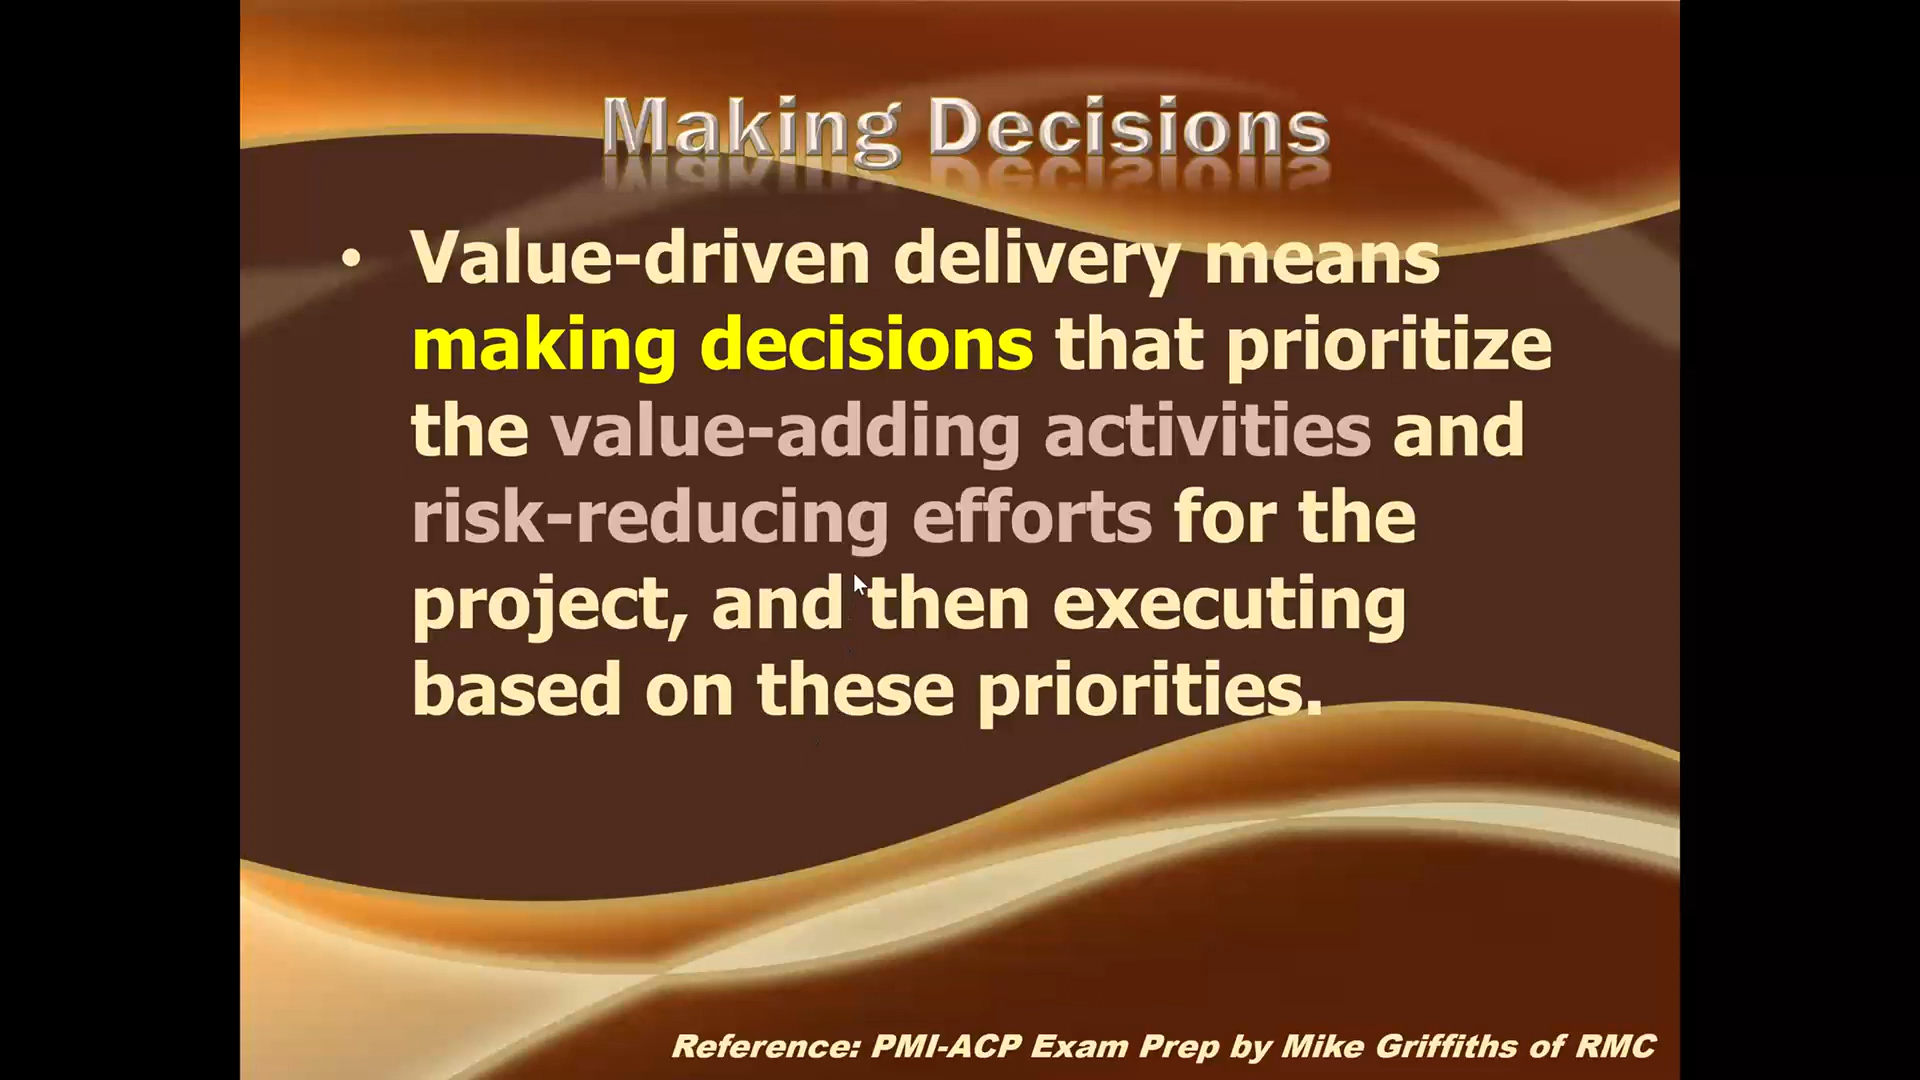 Making Decisions
• Value-driven delivery means
making decisions that prioritize
the value-adding activities and
risk-reducing efforts for the
project, and then executing
based on these priorities.
Reference: PMI-ACP Exam Prep by Mike Griffiths of RMC